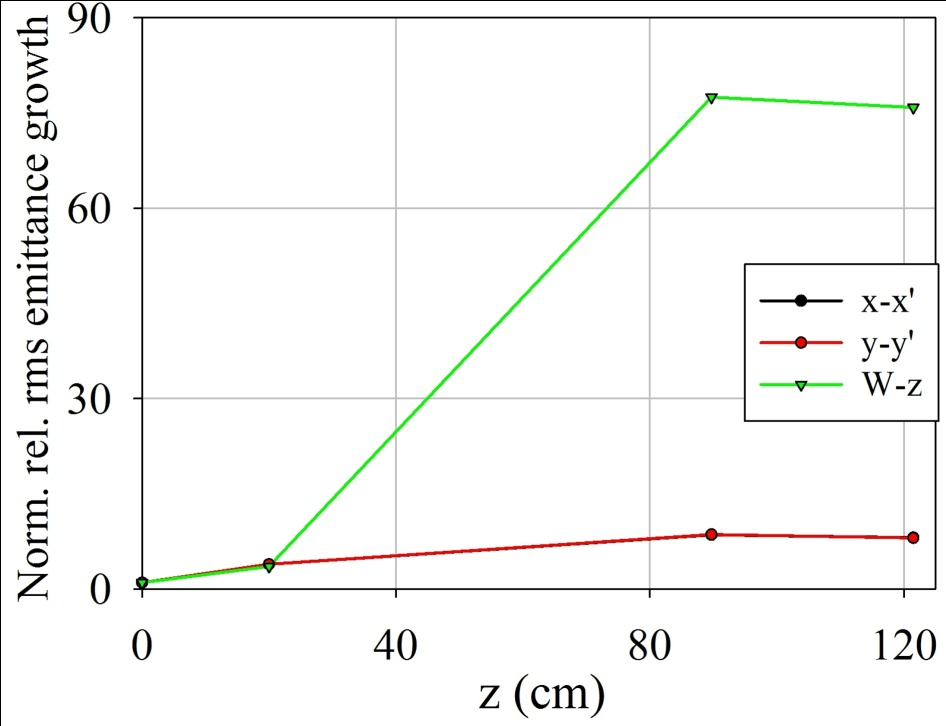 Norm. rel. rms emittance growth
90
60
30
0
x-x'
y-y'
W-z
0 40 80 120
z (cm)